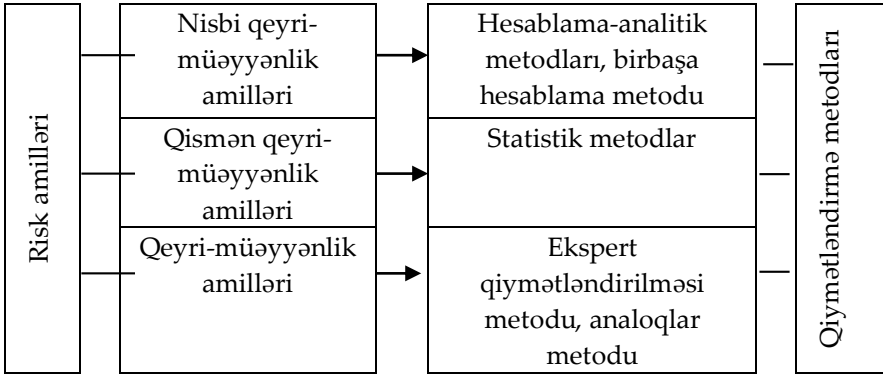 Risk amilləri
Nisbi qeyri-
müəyyənlik
amilləri
Hesablama-analitik
metodları, birbaşa
hesablama metodu
Qismən qeyri-
müəyyənlik
amilləri
Statistik metodlar
Qeyri-müəyyənlik
amilləri
Ekspert
qiymətləndirilməsi
metodu, analoqlar
metodu
Qiymətləndirmə metodları